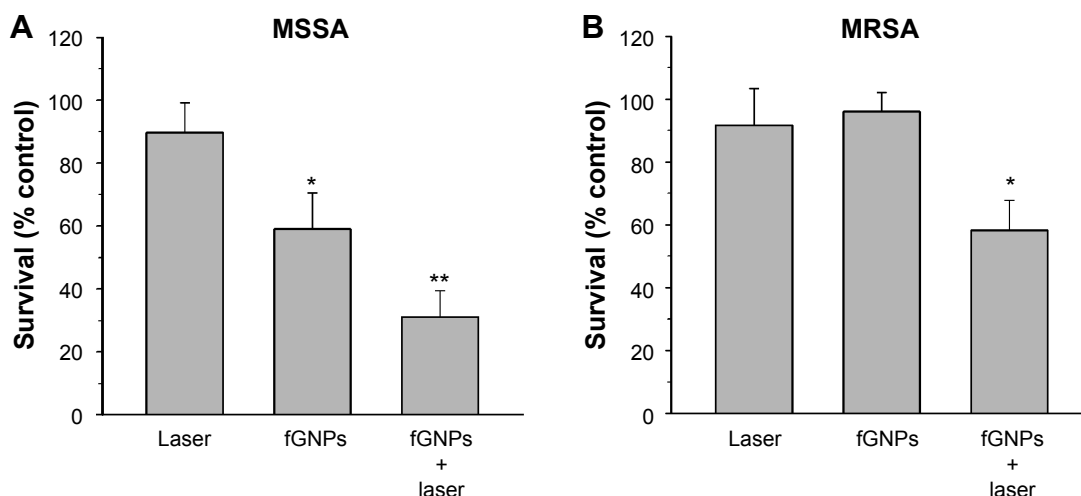 A
MSSA
Survival (% control)
120
100
80
60
40
20
0
*
**
Laser
fGNPs
fGNPs
+
laser
B
MRSA
Survival (% control)
120
100
80
60
40
20
0
*
Laser
fGNPs
fGNPs
+
laser